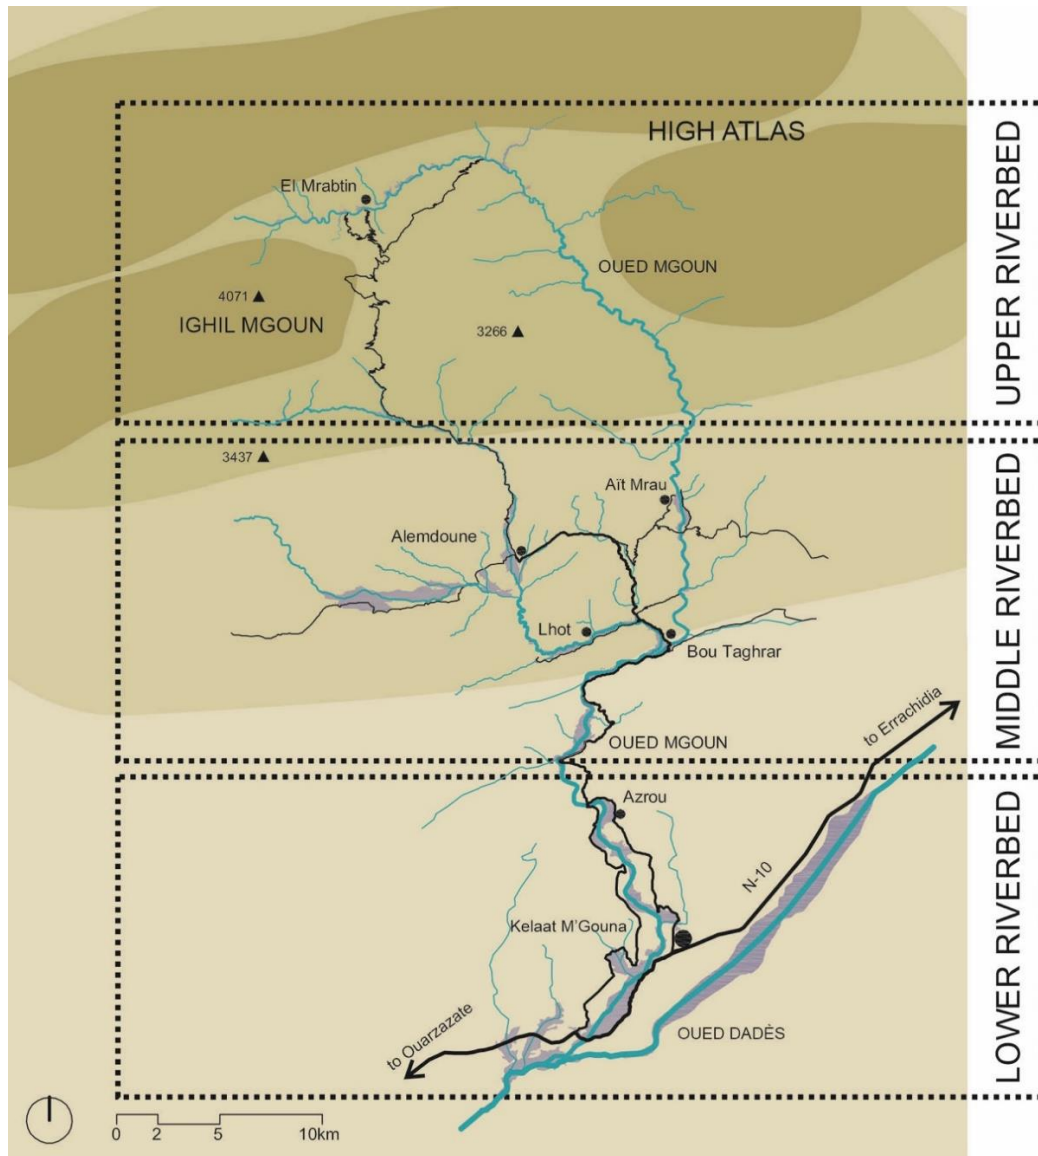 HIGH ATLAS
El Mrabtin
OUED MGOUN
4071
IGHIL MGOUN
3266
UPPER RIVERBED
3437
Aït Mrau
Alemdoune
Lhot
Bou Taghrar
OUED MGOUN
to Errachidia
MIDDLE RIVERBED
Azrou
N-10
Kelaat M'Gouna
OUED DADÈS
to Ouarzazate
LOWER RIVERBED
0 2 5 10km